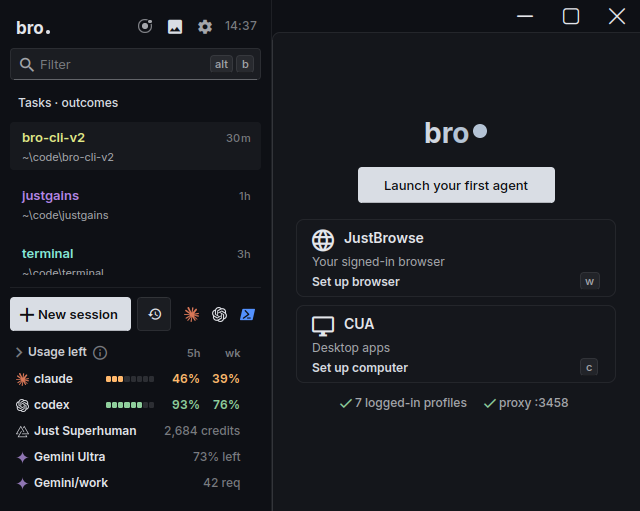 bro.
14:37
Filter
alt b
Tasks · outcomes
bro-cli-v2
30m
~\code\bro-cli-v2
justgains
1h
~\code\justgains
terminal
3h
~\code\terminal
New session
Usage left
5h
wk
claude
46%
39%
codex
93%
76%
Just Superhuman
2,684 credits
Gemini Ultra
73% left
Gemini/work
42 req
bro
Launch your first agent
JustBrowse
Your signed-in browser
Set up browser
w
CUA
Desktop apps
Set up computer
c
7 logged-in profiles
proxy :3458